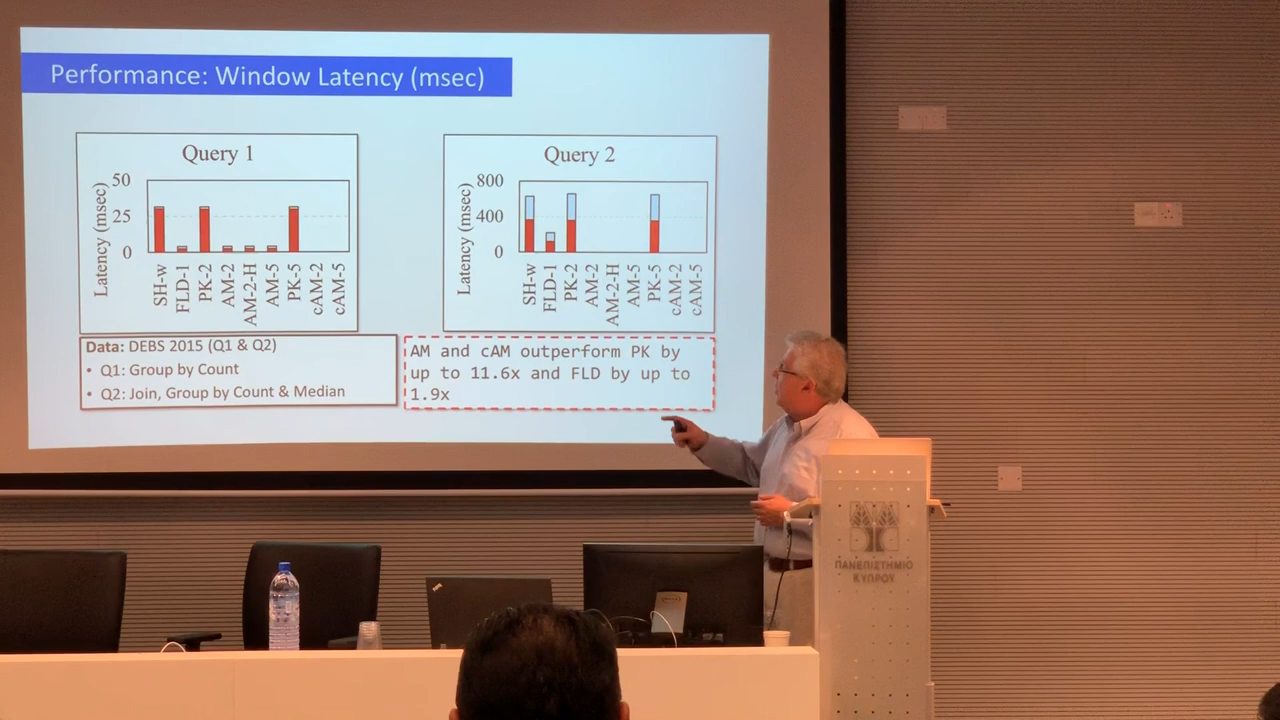 Performance: Window Latency (msec)
Query 1
Latency (msec)
50
25
0
SH-w
FLD-1
PK-2
AM-2
AM-2-H
AM-5
PK-5
cAM-2
cAM-5
Query 2
Latency (msec)
800
400
0
SH-w
FLD-1
PK-2
AM-2
AM-2-H
AM-5
PK-5
cAM-2
cAM-5
Data: DEBS 2015 (Q1 & Q2)
• Q1: Group by Count
• Q2: Join, Group by Count & Median
AM and cAM outperform PK by
up to 11.6x and FLD by up to
1.9x
ΠΑΝΕΠΙΣΤΗΜΙΟ
ΚΥΠΡΟΥ